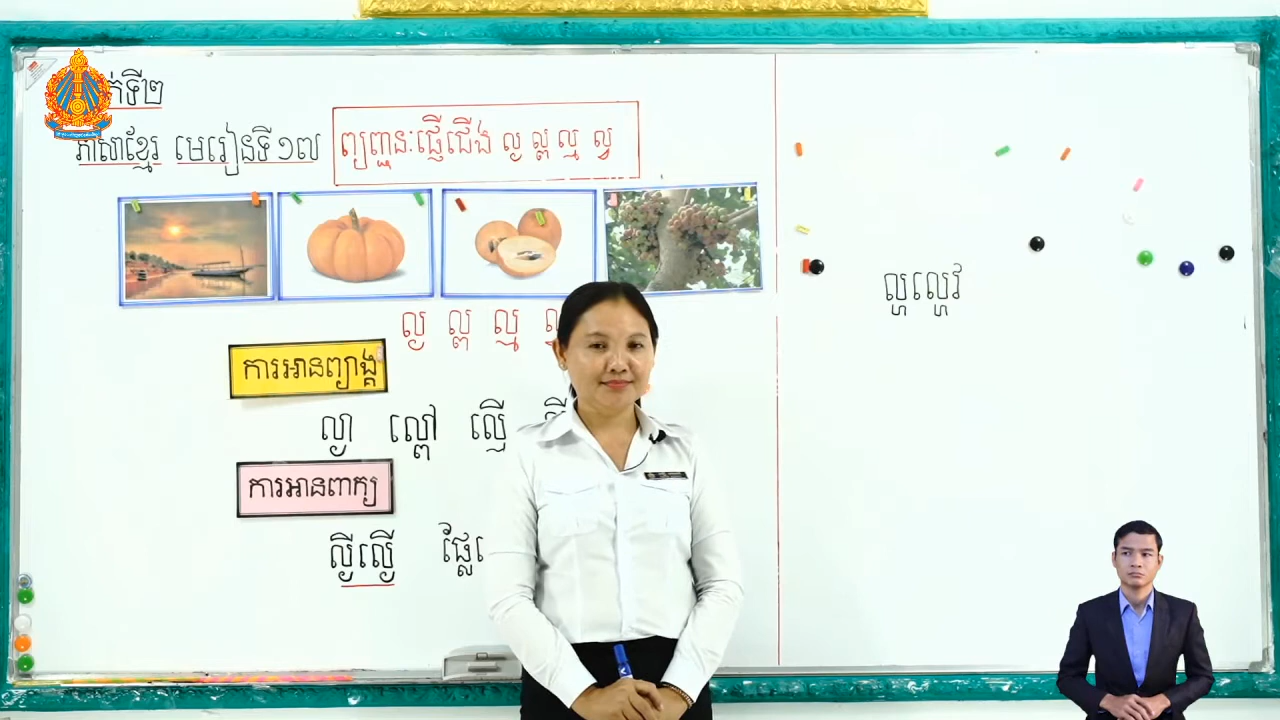 ភាសាខ្មែរ មេរៀនទី ១៧ ព្យញ្ជនៈផ្ញើជើង ល្ង ល្ព ល្ម ល្វ
ល្ង ល្ព ល្ម
ការអានព្យាង្គ
ល្ងា ល្ពៅ ល្មើ
ការអានពាក្យ
ល្ងីល្ងើ
ល្ហល្ហេវ